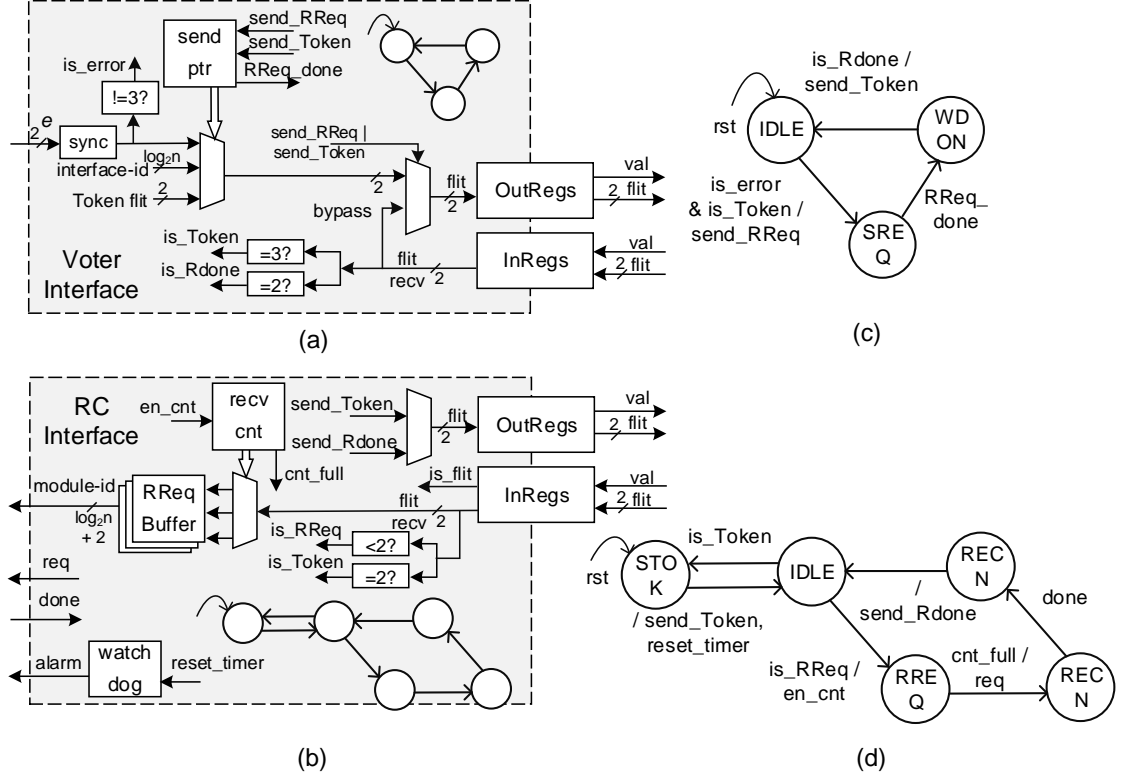 send
ptr
send_RReq
send_Token
RReq_done
is_error
!=3?
2
e
sync
log2n
interface-id
2
Token flit
send_RReq |
send_Token
2
bypass
flit
2
OutRegs
val
2 flit
is_Token
=3?
is_Rdone
=2?
flit
recv 2
InRegs
val
2 flit
Voter
Interface
(a)
is_Rdone /
send_Token
rst
IDLE
WD
ON
is_error
& is_Token /
send_RReq
RReq_
done
SRE
Q
(c)
RC
Interface
en_cnt
recv
cnt
send_Token
send_Rdone
flit
2
OutRegs
val
2 flit
cnt_full
is_flit
InRegs
val
2 flit
module-id
log2n
+ 2
RReq
Buffer
flit
recv 2
is_RReq
<2?
is_Token
=2?
req
done
alarm
watch
dog
reset_timer
(b)
rst
STO
K
is_Token
IDLE
REC
N
/ send_Token,
reset_timer
/
send_Rdone
done
is_RReq /
en_cnt
RRE
Q
cnt_full /
req
REC
N
(d)